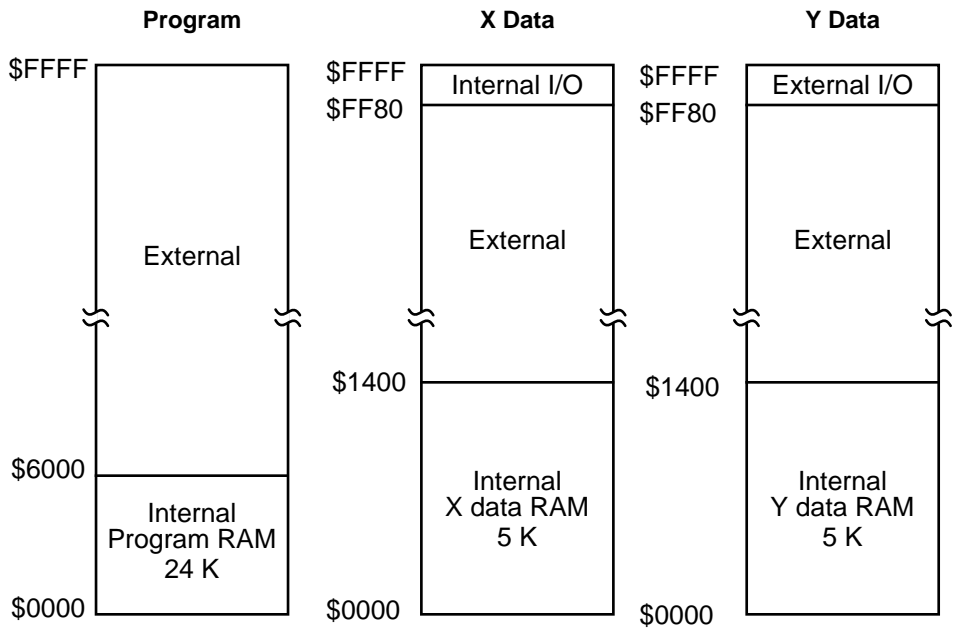 Program
X Data
Y Data
$FFFF
External
$6000
Internal
Program RAM
24 K
$0000
$FFFF
Internal I/O
$FF80
External
$1400
Internal
X data RAM
5 K
$0000
$FFFF
External I/O
$FF80
External
$1400
Internal
Y data RAM
5 K
$0000